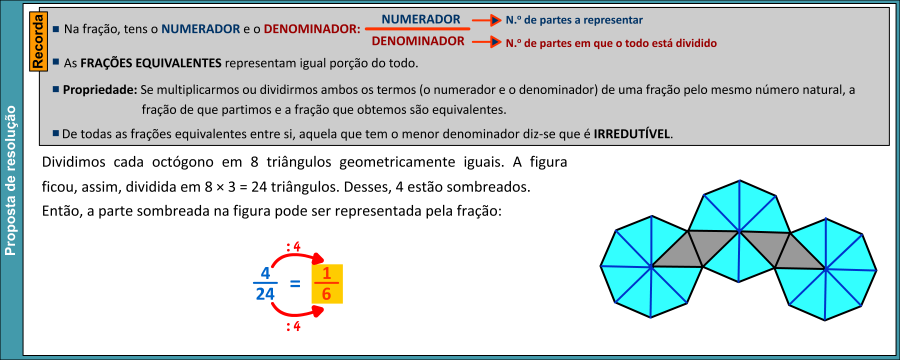 Proposta de resolução
Recorda
Na fração, tens o NUMERADOR e o DENOMINADOR:
NUMERADOR
DENOMINADOR
N.º de partes a representar
N.º de partes em que o todo está dividido
As FRAÇÕES EQUIVALENTES representam igual porção do todo.
Propriedade: Se multiplicarmos ou dividirmos ambos os termos (o numerador e o denominador) de uma fração pelo mesmo número natural, a
fração de que partimos e a fração que obtemos são equivalentes.
De todas as frações equivalentes entre si, aquela que tem o menor denominador diz-se que é IRREDUTÍVEL.
Dividimos cada octógono em 8 triângulos geometricamente iguais. A figura
ficou, assim, dividida em 8 × 3 = 24 triângulos. Desses, 4 estão sombreados.
Então, a parte sombreada na figura pode ser representada pela fração:
: 4
4/24 = 1/6
: 4